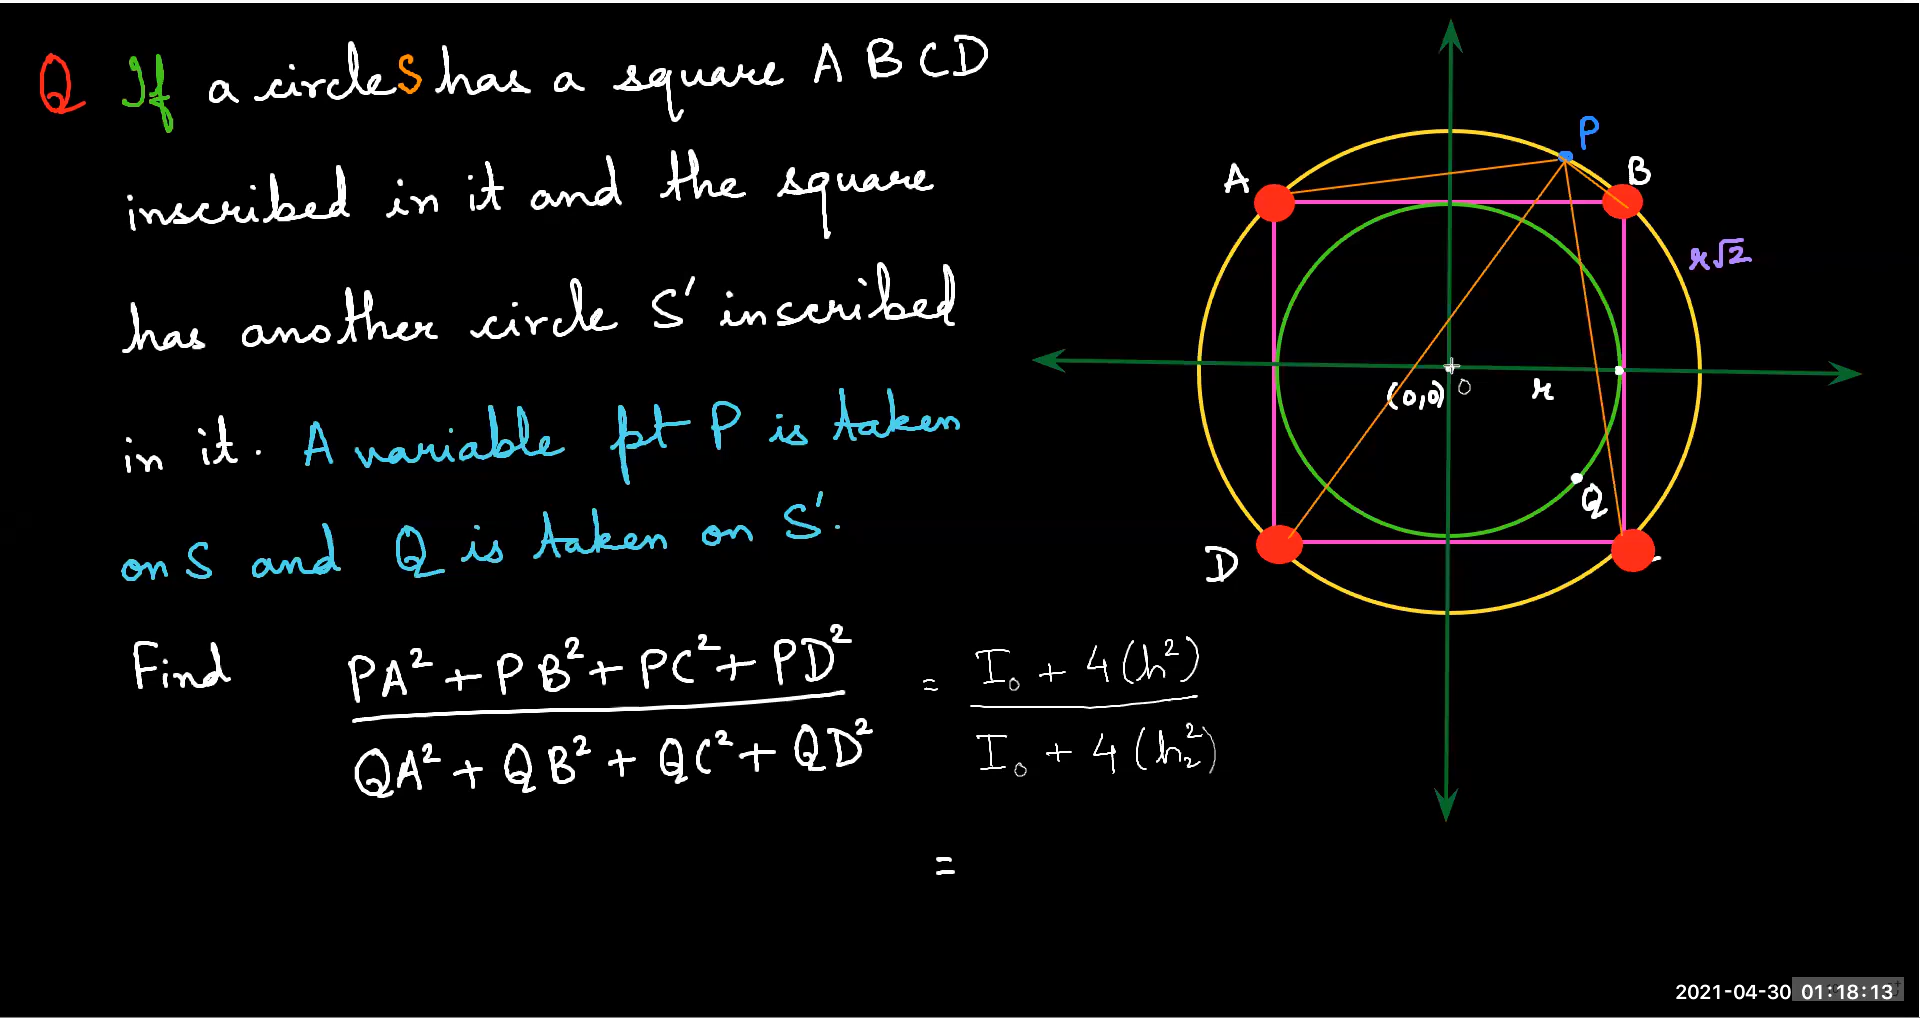 Q If a circle S has a square A B C D
inscribed in it and the square
has another circle S' inscribed
in it. A variable pt P is taken
on S and Q is taken on S'.
Find
PA² + PB² + PC² + PD²
QA² + QB² + QC² + QD²
= I₀ + 4(h²)
I₀ + 4(h₂²)
=
P
A
B
r√2
(0,0) O
r
Q
D
2021-04-30 01:18:13